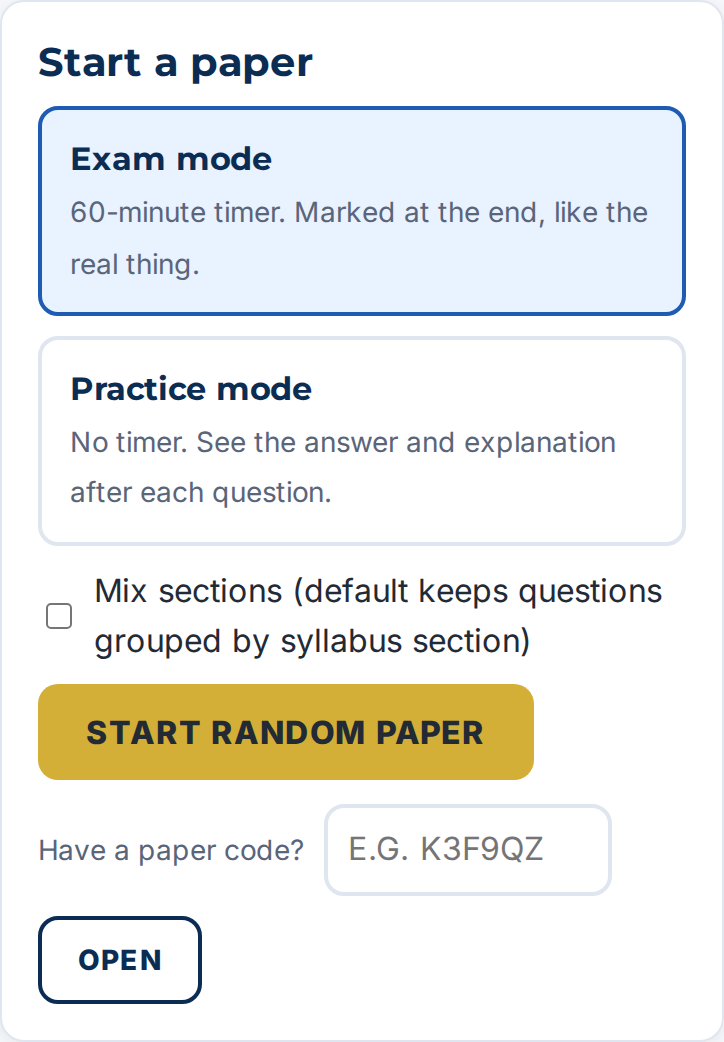 Start a paper
Exam mode
60-minute timer. Marked at the end, like the
real thing.
Practice mode
No timer. See the answer and explanation
after each question.
Mix sections (default keeps questions
grouped by syllabus section)
START RANDOM PAPER
Have a paper code?
E.G. K3F9QZ
OPEN